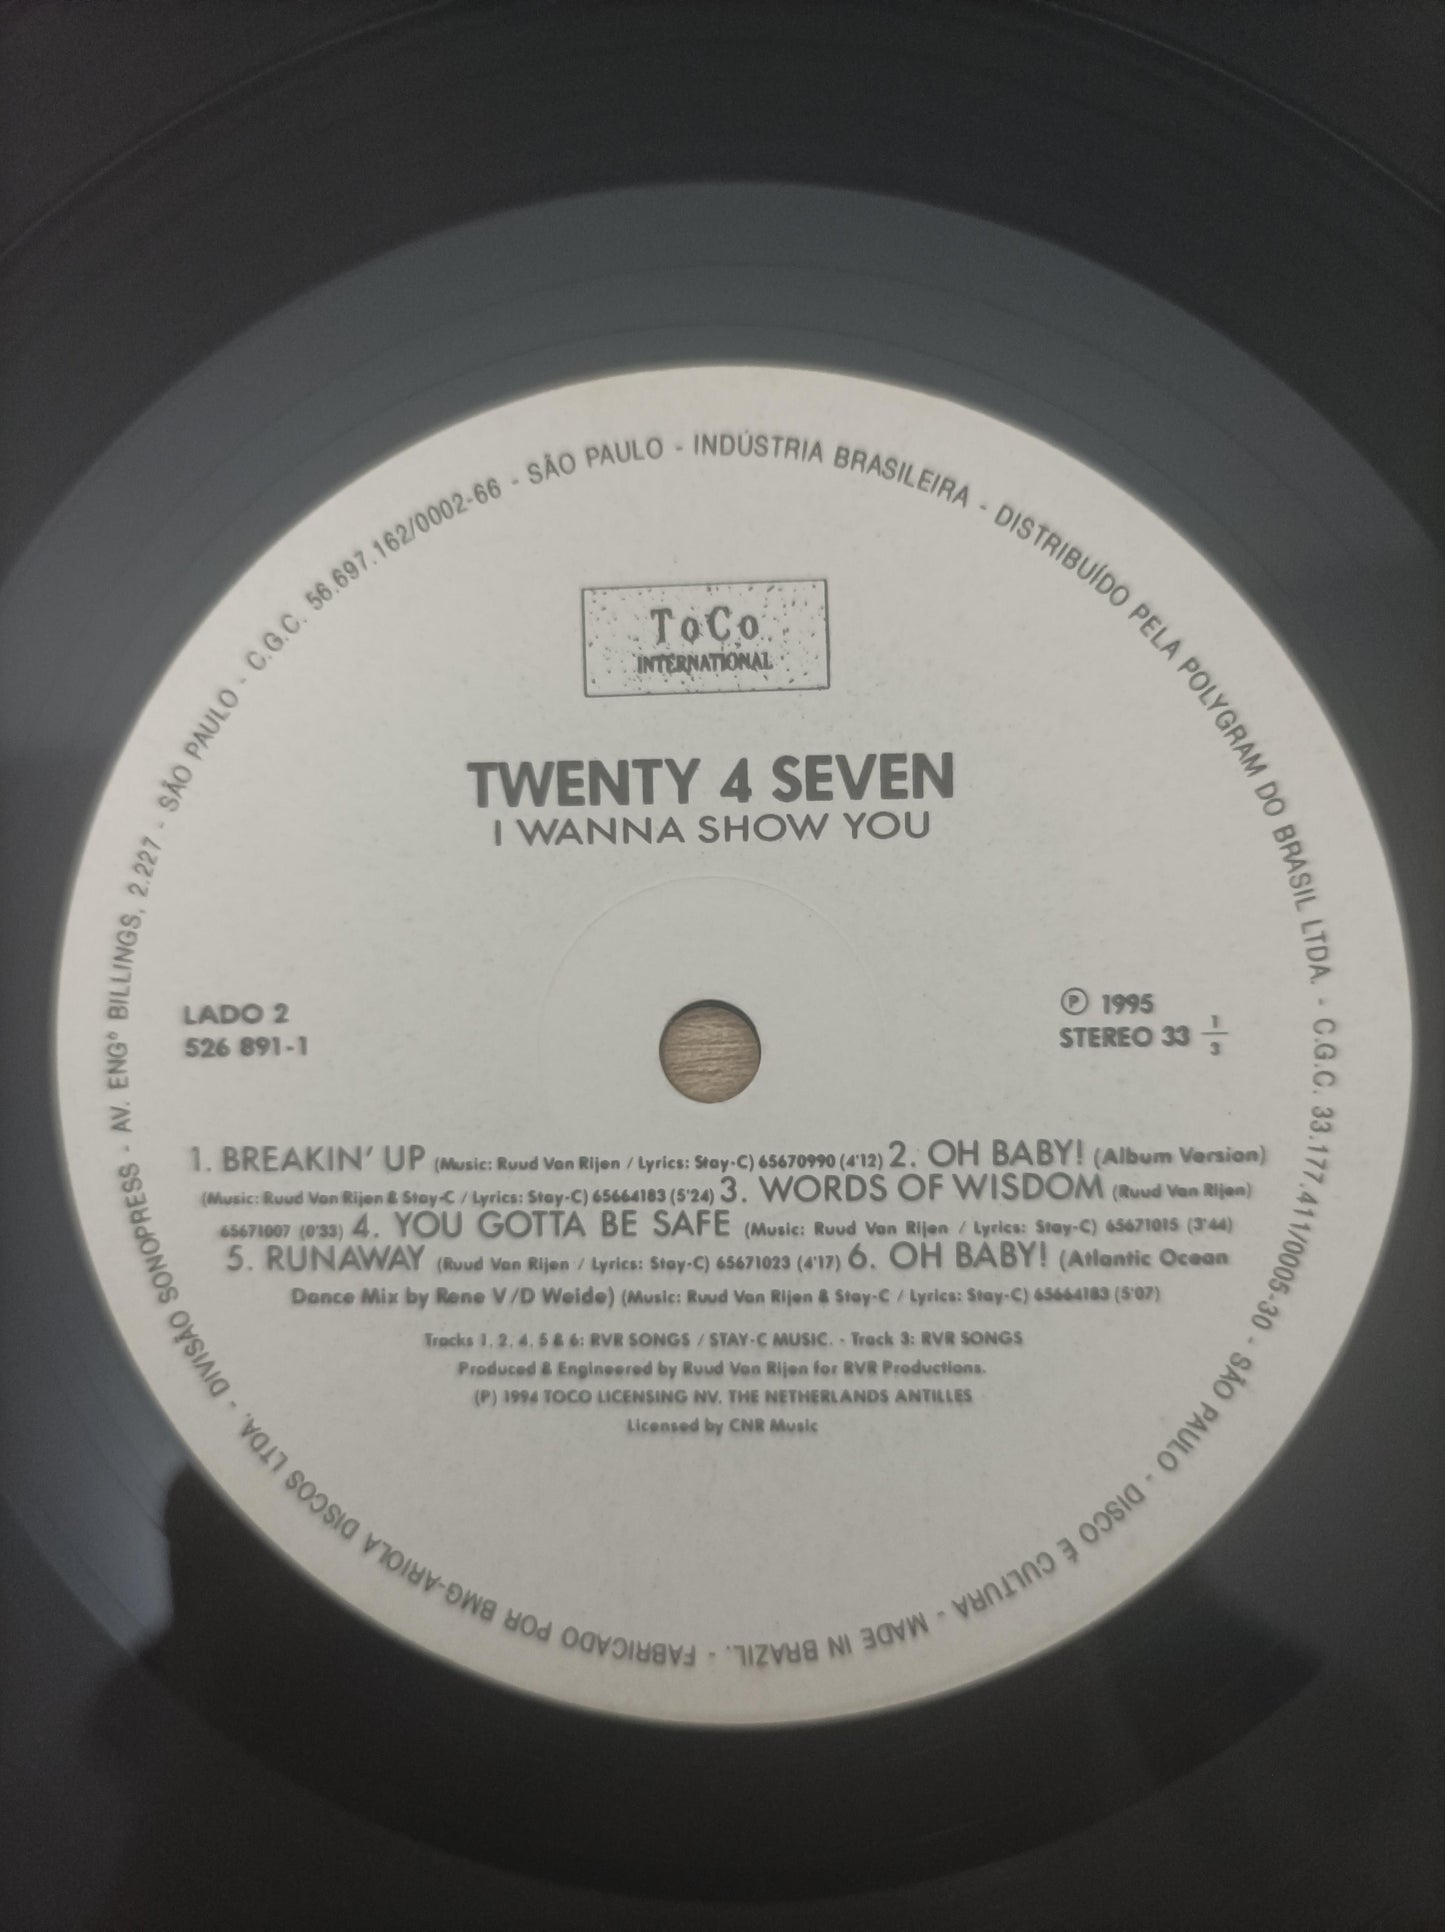 SÃO PAULO - INDÚSTRIA BRASILEIRA - DISTRIBUÍDO PELA POLYGRAM DO BRASIL LTDA. - C.G.C. 33.177.411/0005-30 - SÃO PAULO - DISCO É CULTURA - MADE IN BRAZIL. - FABRICADO POR BMG-ARIOLA DISCOS LTDA. - DIVISÃO SONOPRESS - AV. ENGº BILLINGS, 2.227 - SÃO PAULO - C.G.C. 56.697.162/0002-66 -
ToCo
INTERNATIONAL
TWENTY 4 SEVEN
I WANNA SHOW YOU
LADO 2
526 891-1
Ⓟ 1995
STEREO 33 1/3
1. BREAKIN' UP (Music: Ruud Van Rijen / Lyrics: Stay-C) 65670990 (4'12) 2. OH BABY! (Album Version)
(Music: Ruud Van Rijen & Stay-C / Lyrics: Stay-C) 65664183 (5'24) 3. WORDS OF WISDOM (Ruud Van Rijen)
65671007 (0'33) 4. YOU GOTTA BE SAFE (Music: Ruud Van Rijen / Lyrics: Stay-C) 65671015 (3'44)
5. RUNAWAY (Ruud Van Rijen / Lyrics: Stay-C) 65671023 (4'17) 6. OH BABY! (Atlantic Ocean
Dance Mix by Rene V/D Weide) (Music: Ruud Van Rijen & Stay-C / Lyrics: Stay-C) 65664183 (5'07)
Tracks 1, 2, 4, 5 & 6: RVR SONGS / STAY-C MUSIC. - Track 3: RVR SONGS
Produced & Engineered by Ruud Van Rijen for RVR Productions.
(P) 1994 TOCO LICENSING NV. THE NETHERLANDS ANTILLES
Licensed by CNR Music